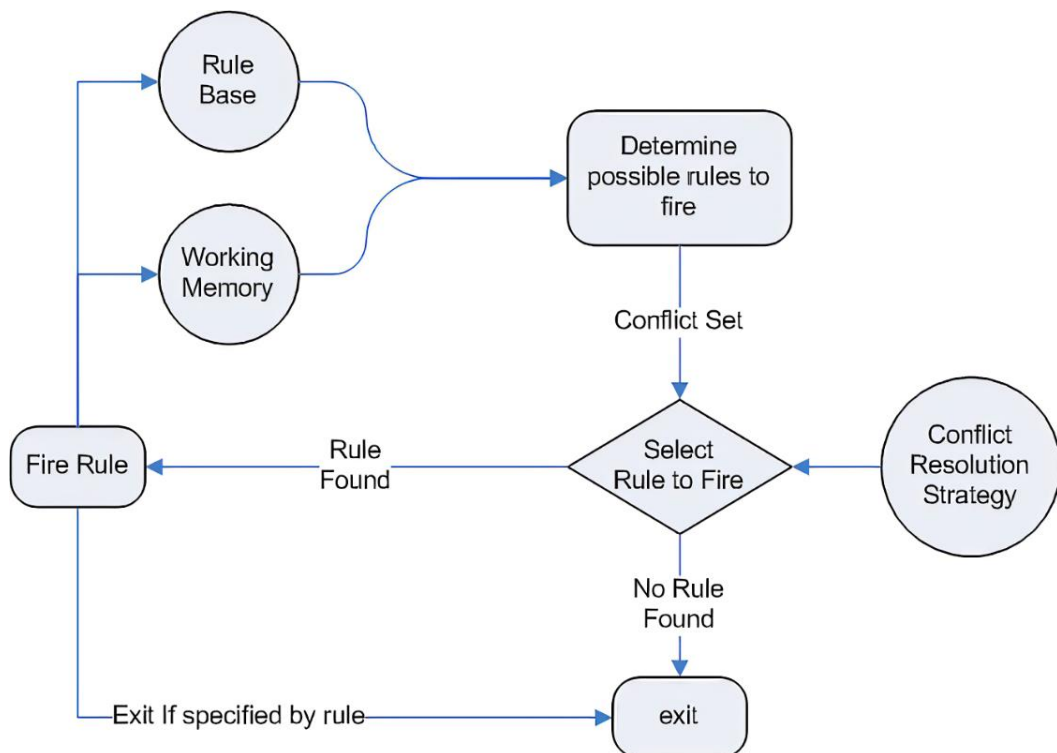 Rule
Base
Determine
possible rules to
fire
Working
Memory
Conflict Set
Fire Rule
Rule
Found
Select
Rule to Fire
Conflict
Resolution
Strategy
No Rule
Found
Exit If specified by rule
exit